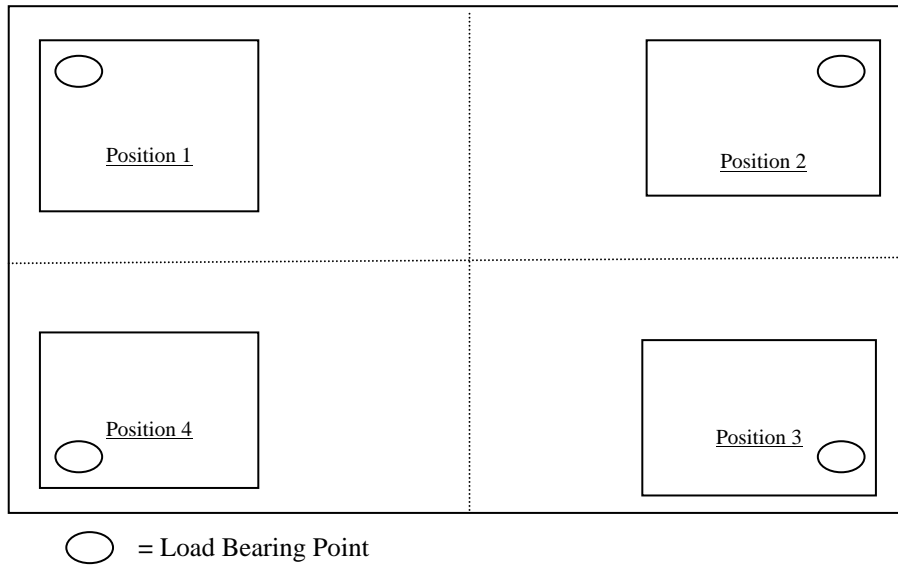 Position 1
Position 2
Position 4
Position 3
= Load Bearing Point